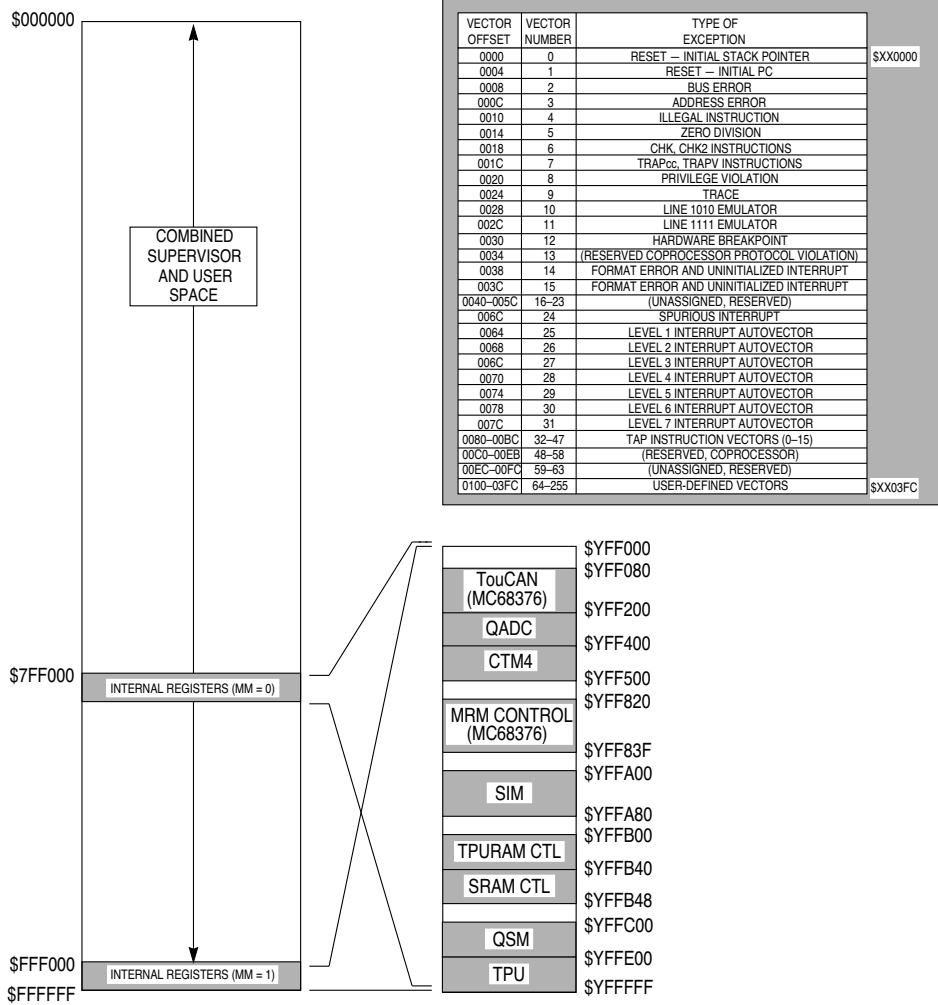 $000000
COMBINED
SUPERVISOR
AND USER
SPACE
$7FF000
INTERNAL REGISTERS (MM = 0)
$FFF000
INTERNAL REGISTERS (MM = 1)
$FFFFFF
VECTOR OFFSET VECTOR NUMBER TYPE OF EXCEPTION
0000 0 RESET — INITIAL STACK POINTER $XX0000
0004 1 RESET — INITIAL PC
0008 2 BUS ERROR
000C 3 ADDRESS ERROR
0010 4 ILLEGAL INSTRUCTION
0014 5 ZERO DIVISION
0018 6 CHK, CHK2 INSTRUCTIONS
001C 7 TRAPcc, TRAPV INSTRUCTIONS
0020 8 PRIVILEGE VIOLATION
0024 9 TRACE
0028 10 LINE 1010 EMULATOR
002C 11 LINE 1111 EMULATOR
0030 12 HARDWARE BREAKPOINT
0034 13 (RESERVED COPROCESSOR PROTOCOL VIOLATION)
0038 14 FORMAT ERROR AND UNINITIALIZED INTERRUPT
003C 15 FORMAT ERROR AND UNINITIALIZED INTERRUPT
0040–005C 16–23 (UNASSIGNED, RESERVED)
006C 24 SPURIOUS INTERRUPT
0064 25 LEVEL 1 INTERRUPT AUTOVECTOR
0068 26 LEVEL 2 INTERRUPT AUTOVECTOR
006C 27 LEVEL 3 INTERRUPT AUTOVECTOR
0070 28 LEVEL 4 INTERRUPT AUTOVECTOR
0074 29 LEVEL 5 INTERRUPT AUTOVECTOR
0078 30 LEVEL 6 INTERRUPT AUTOVECTOR
007C 31 LEVEL 7 INTERRUPT AUTOVECTOR
0080–00BC 32–47 TAP INSTRUCTION VECTORS (0–15)
00C0–00EB 48–58 (RESERVED, COPROCESSOR)
00EC–00FC 59–63 (UNASSIGNED, RESERVED)
0100–03FC 64–255 USER-DEFINED VECTORS $XX03FC
$YFF000
$YFF080
TouCAN
(MC68376)
$YFF200
QADC
$YFF400
CTM4
$YFF500
$YFF820
MRM CONTROL
(MC68376)
$YFF83F
$YFFA00
SIM
$YFFA80
$YFFB00
TPURAM CTL
$YFFB40
SRAM CTL
$YFFB48
$YFFC00
QSM
$YFFE00
TPU
$YFFFFF